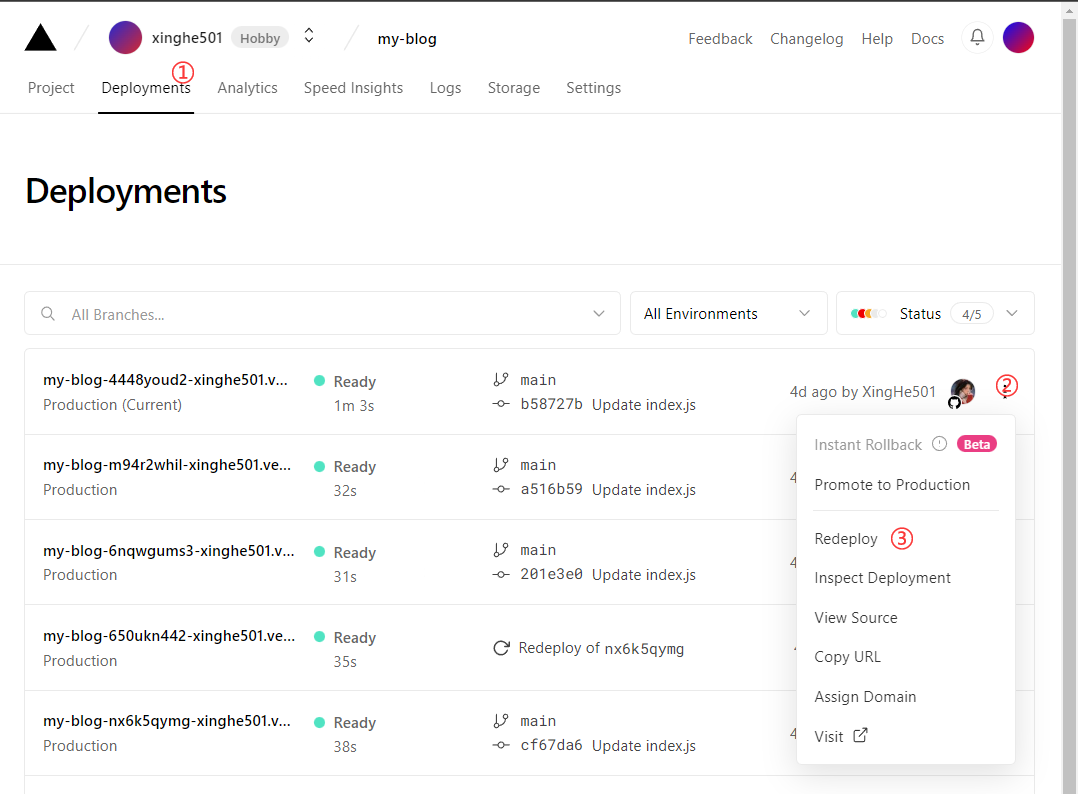 xinghe501 Hobby my-blog Feedback Changelog Help Docs
①
Project Deployments Analytics Speed Insights Logs Storage Settings
Deployments
All Branches... All Environments Status 4/5
my-blog-4448youd2-xinghe501.v... Ready main
4d ago by XingHe501 ②
Production (Current) 1m 3s b58727b Update index.js
my-blog-m94r2whil-xinghe501.ve... Ready main
4
Production 32s a516b59 Update index.js
my-blog-6nqwgums3-xinghe501.v... Ready main
4
Production 31s 201e3e0 Update index.js
my-blog-650ukn442-xinghe501.ve... Ready
Redeploy of nx6k5qymg
Production 35s
my-blog-nx6k5qymg-xinghe501.v... Ready main
4
Production 38s cf67da6 Update index.js
Instant Rollback Beta
Promote to Production
Redeploy ③
Inspect Deployment
View Source
Copy URL
Assign Domain
Visit